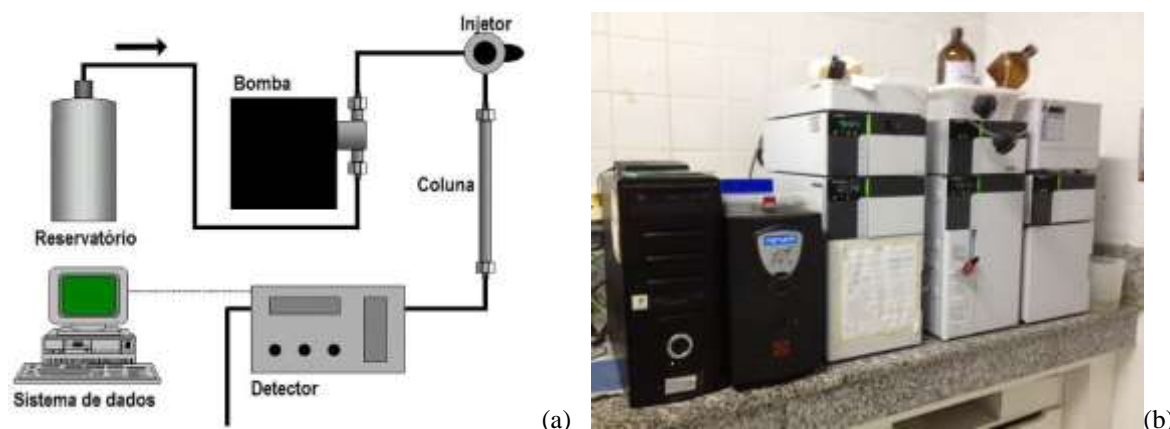 Injetor
Bomba
Coluna
Reservatório
Sistema de dados
Detector
(a)
(b)